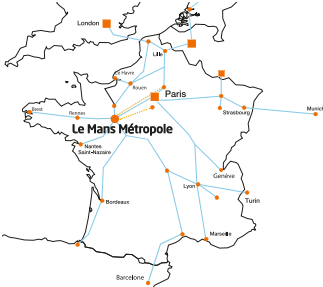 London
Lille
Le Havre
Rouen
Paris
Brest
Rennes
Strasbourg
Munich
Le Mans Métropole
Nantes
Saint-Nazaire
Genève
Lyon
Turin
Bordeaux
Marseille
Barcelone